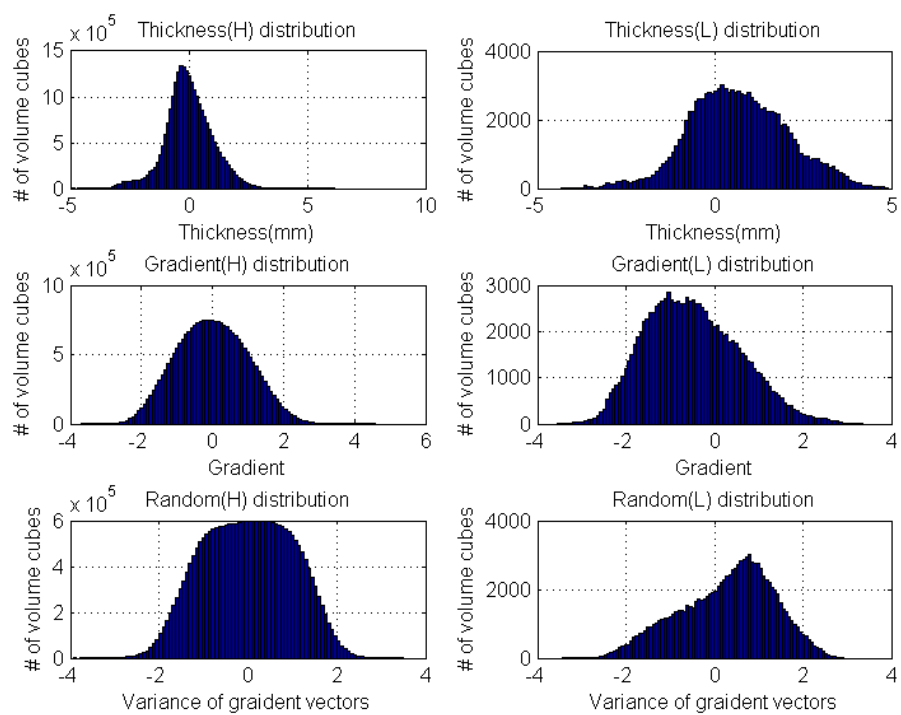 Thickness(H) distribution
x 10^5
# of volume cubes
15
10
5
0
-5 0 5 10
Thickness(mm)
Thickness(L) distribution
# of volume cubes
4000
2000
0
-5 0 5
Thickness(mm)
Gradient(H) distribution
x 10^5
# of volume cubes
10
5
0
-4 -2 0 2 4 6
Gradient
Gradient(L) distribution
# of volume cubes
3000
2000
1000
0
-4 -2 0 2 4
Gradient
Random(H) distribution
x 10^5
# of volume cubes
6
4
2
0
-4 -2 0 2 4
Variance of graident vectors
Random(L) distribution
# of volume cubes
4000
2000
0
-4 -2 0 2 4
Variance of graident vectors